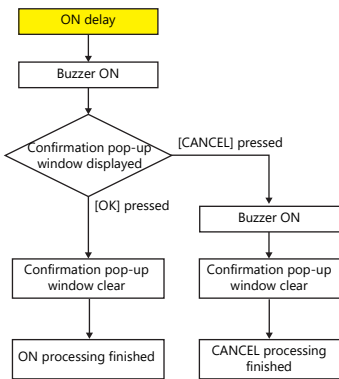 ON delay
Buzzer ON
Confirmation pop-up
window displayed
[CANCEL] pressed
[OK] pressed
Buzzer ON
Confirmation pop-up
window clear
Confirmation pop-up
window clear
ON processing finished
CANCEL processing
finished